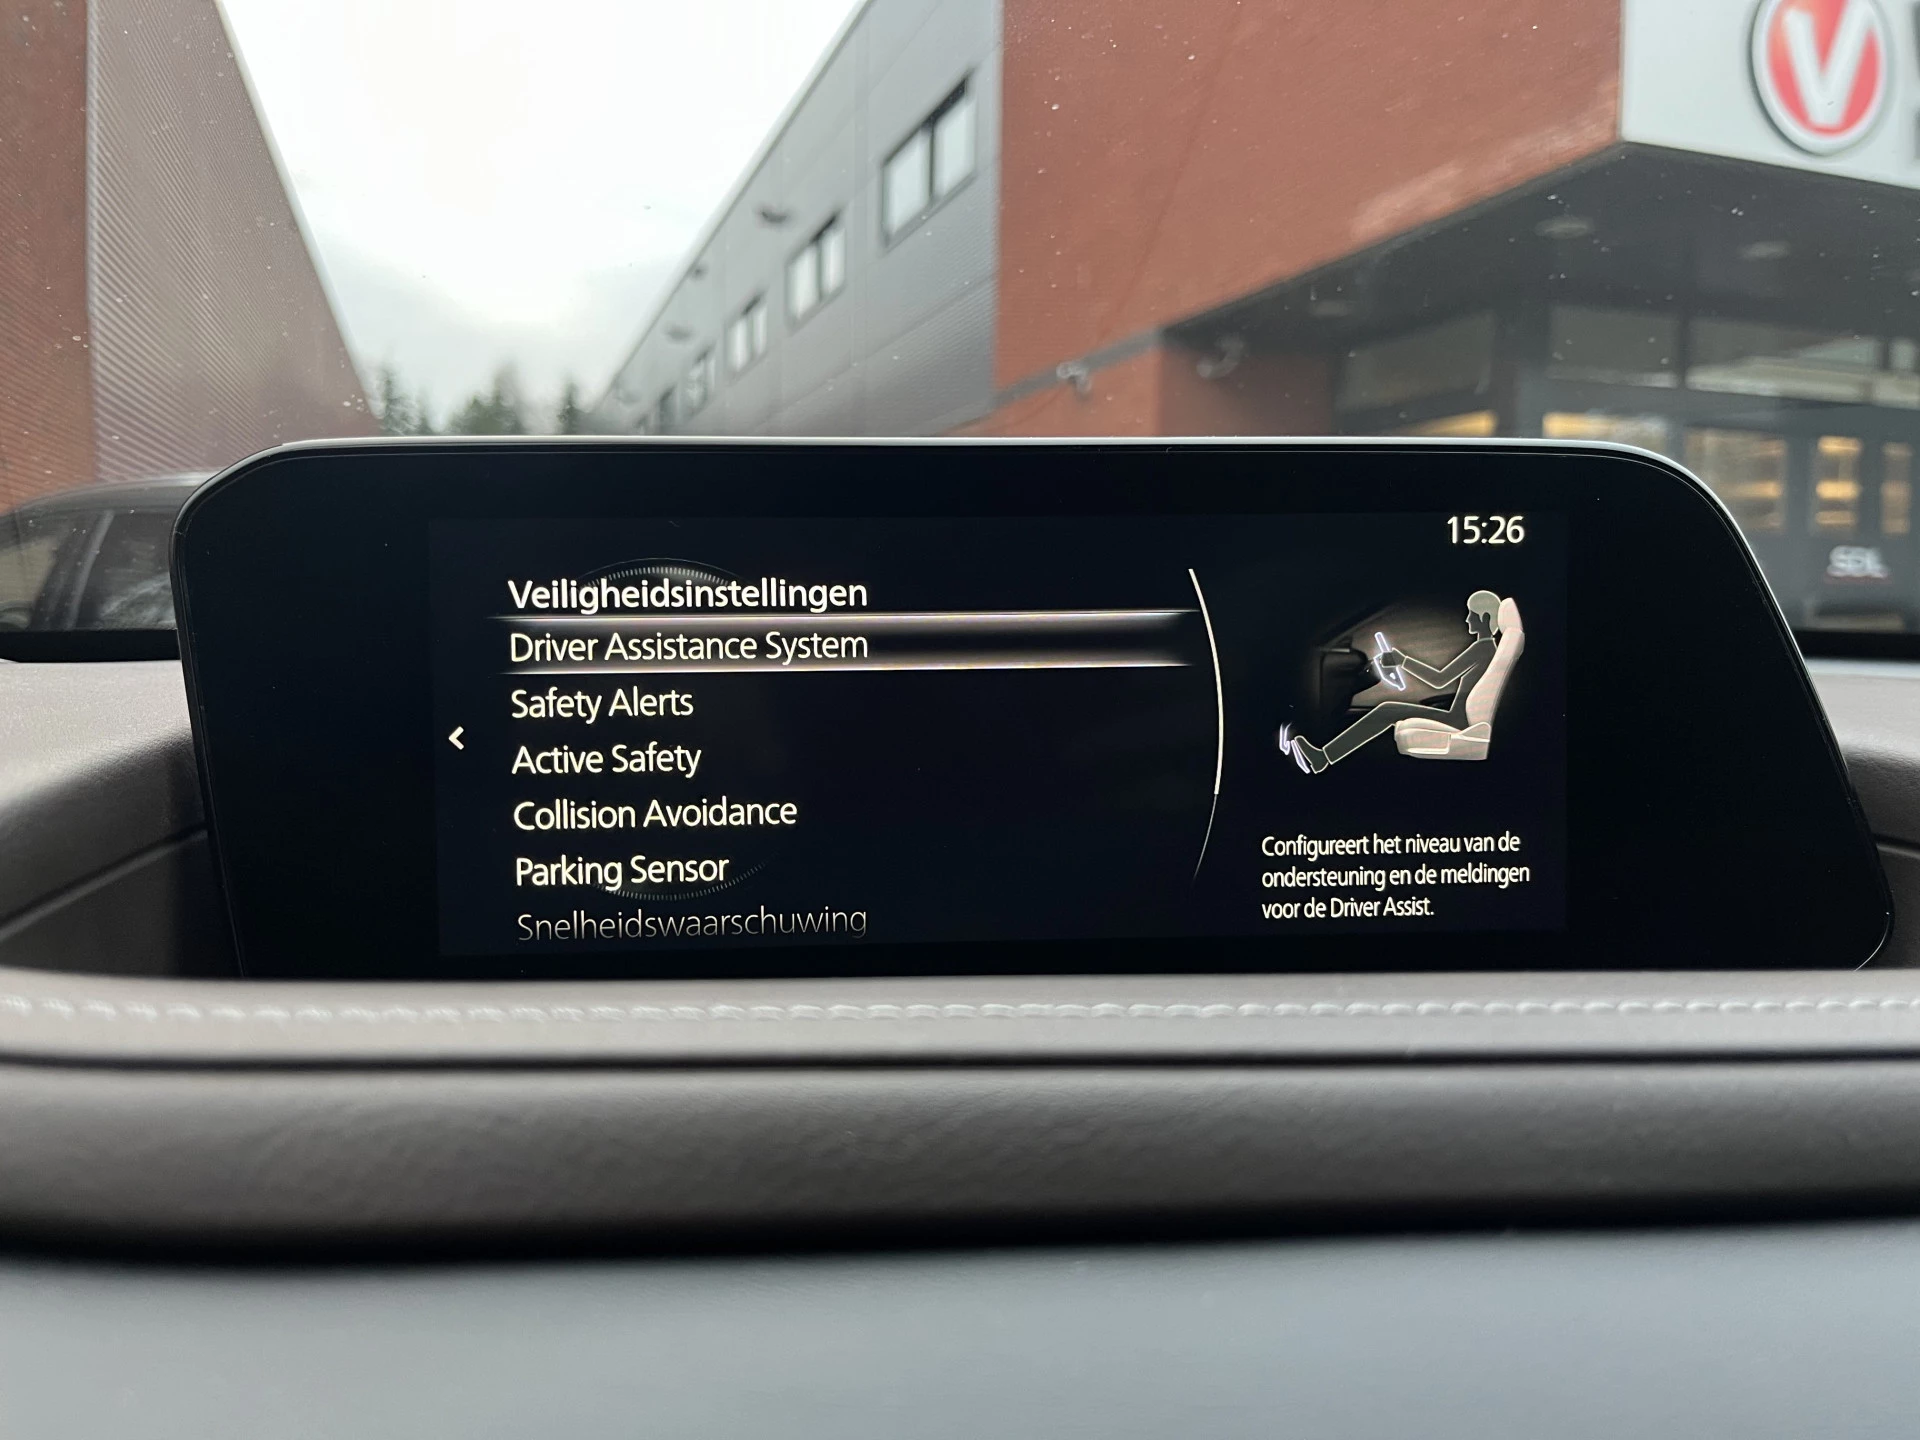 V
15:26
Veiligheidsinstellingen
Driver Assistance System
Safety Alerts
Active Safety
Collision Avoidance
Parking Sensor
Snelheidswaarschuwing
Configureert het niveau van de
ondersteuning en de meldingen
voor de Driver Assist.